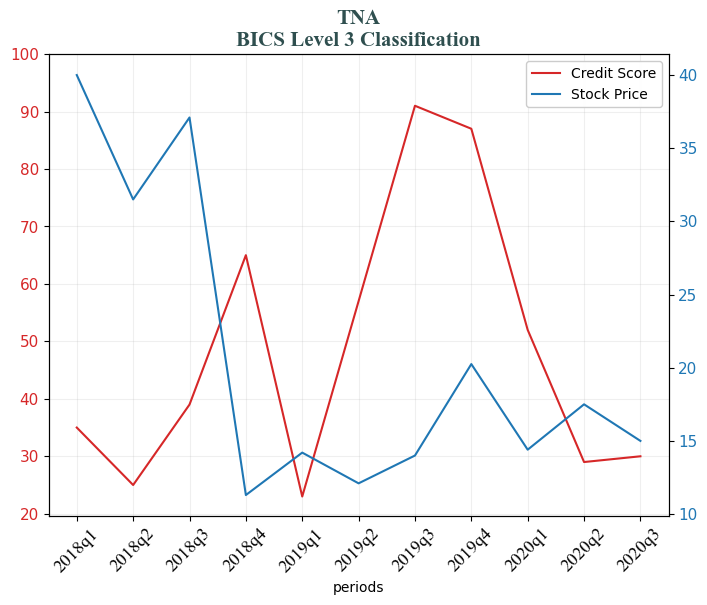 TNA
BICS Level 3 Classification
Credit Score
Stock Price
100
90
80
70
60
50
40
30
20
40
35
30
25
20
15
10
2018q1
2018q2
2018q3
2018q4
2019q1
2019q2
2019q3
2019q4
2020q1
2020q2
2020q3
periods